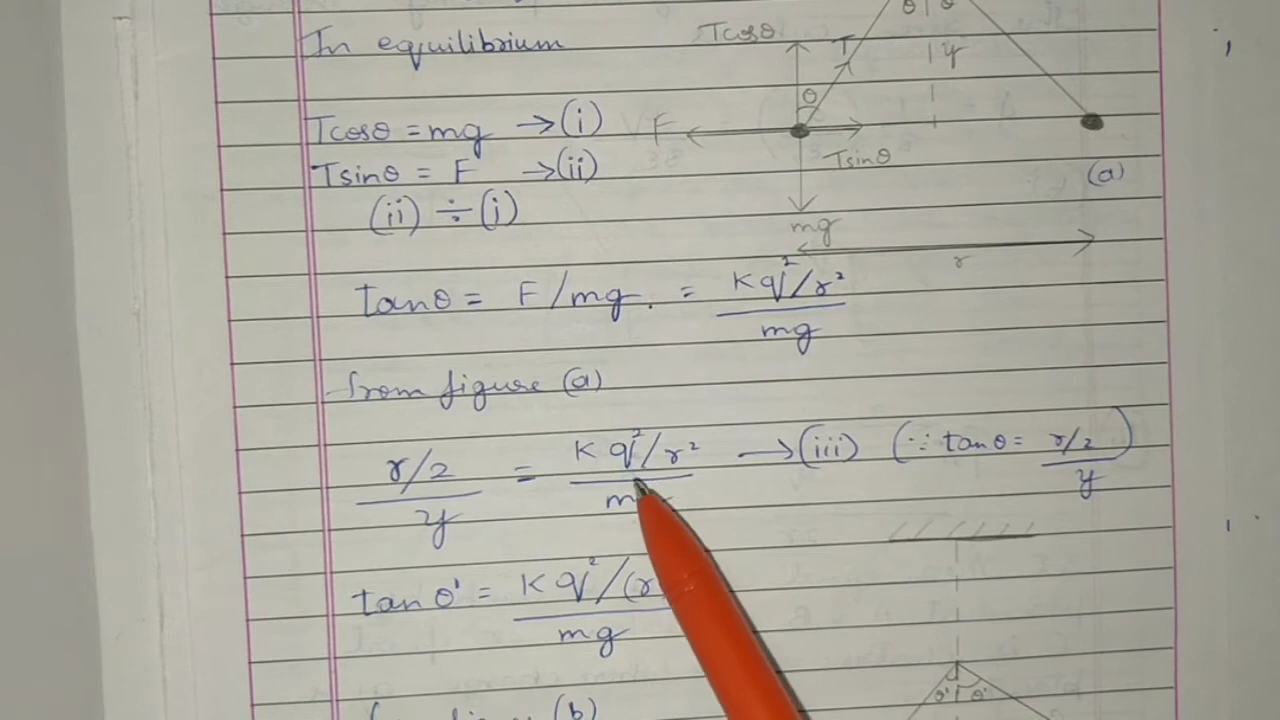 In equilibrium
Tcosθ = mg → (i)
Tsinθ = F → (ii)
(ii) ÷ (i)
tanθ = F/mg. = Kq²/r² / mg
from figure (a)
r/2 / y = Kq²/r² / m → (iii) (∵ tanθ = r/2 / y)
tan θ' = Kq²/(r / mg
(b)
θ θ
Tcosθ
T
y
θ
F
Tsinθ
(a)
mg
r
θ' θ'